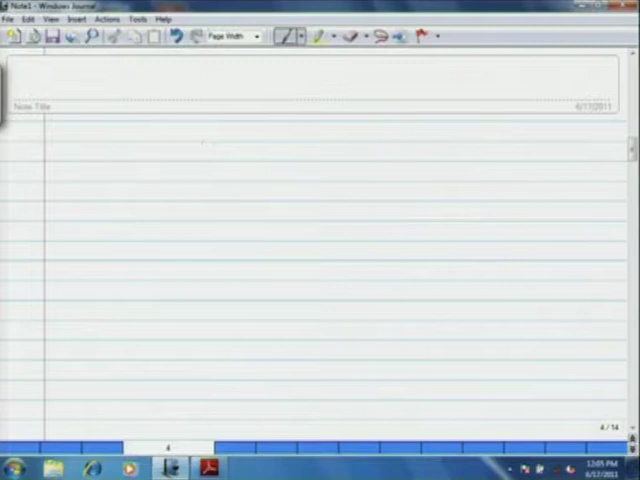 Note1 - Windows Journal
File Edit View Insert Actions Tools Help
Page Width
Note Title
6/17/2011
4 / 14
4
12:05 PM
6/17/2011